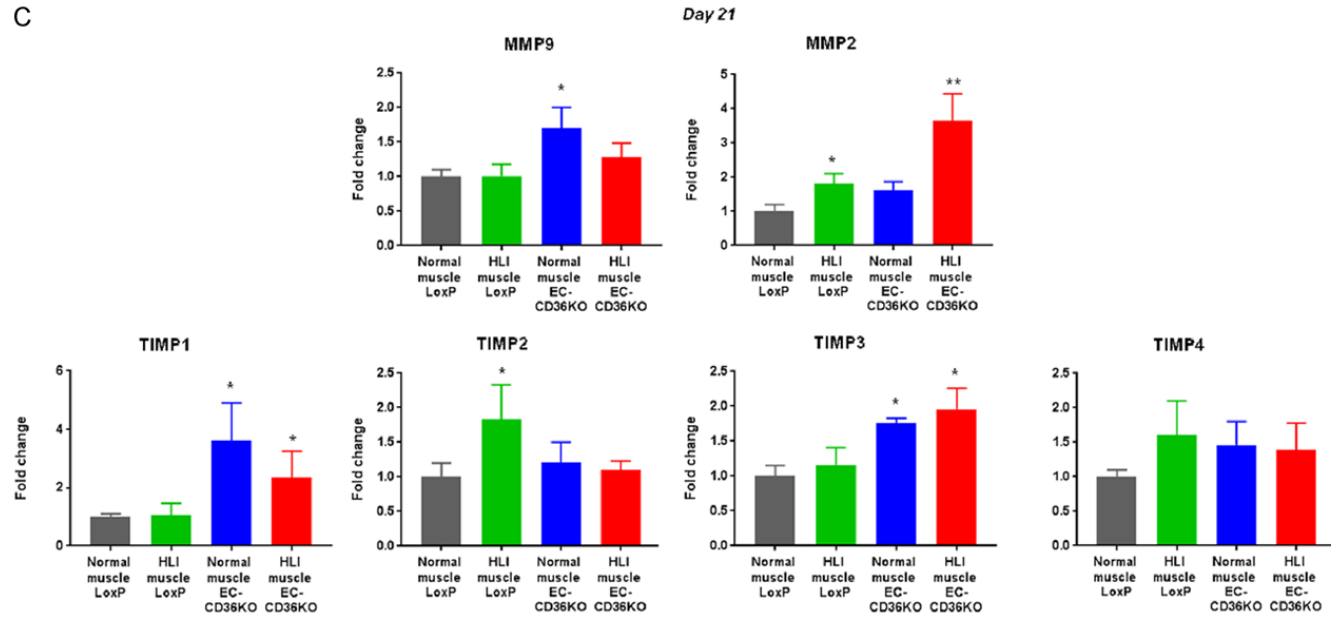 C
Day 21
MMP9
Fold change
2.5
2.0
1.5
1.0
0.5
0.0
*
Normal muscle LoxP
HLI muscle LoxP
Normal muscle EC-CD36KO
HLI muscle EC-CD36KO
MMP2
Fold change
5
4
3
2
1
0
*
**
Normal muscle LoxP
HLI muscle LoxP
Normal muscle EC-CD36KO
HLI muscle EC-CD36KO
TIMP1
Fold change
6
4
2
0
*
*
Normal muscle LoxP
HLI muscle LoxP
Normal muscle EC-CD36KO
HLI muscle EC-CD36KO
TIMP2
Fold change
2.5
2.0
1.5
1.0
0.5
0.0
*
Normal muscle LoxP
HLI muscle LoxP
Normal muscle EC-CD36KO
HLI muscle EC-CD36KO
TIMP3
Fold change
2.5
2.0
1.5
1.0
0.5
0.0
*
*
Normal muscle LoxP
HLI muscle LoxP
Normal muscle EC-CD36KO
HLI muscle EC-CD36KO
TIMP4
Fold change
2.5
2.0
1.5
1.0
0.5
0.0
Normal muscle LoxP
HLI muscle LoxP
Normal muscle EC-CD36KO
HLI muscle EC-CD36KO